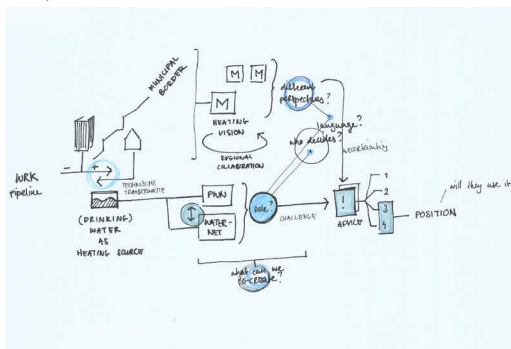 MUNICIPAL
BORDER
WRK
pipeline
-
+
TECHNISCHE
(DRINKING)
WATER
AS
HEATING SOURCE
M
M
M
HEATING
VISION
REGIONAL
COLLABORATION
different
perspectives?
language?
who decides?
uncertainty
PWN
WATER-
NET
Role?
CHALLENGE
!
ADVICE
1
2
3
4
POSITION
will they use it
what can we
co-create?